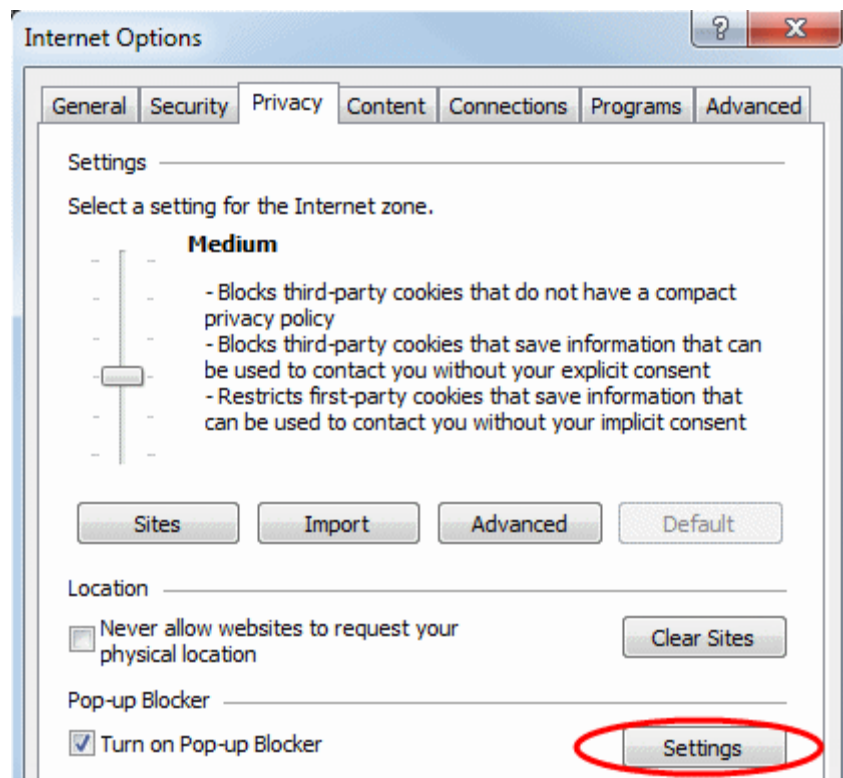 Internet Options
General Security Privacy Content Connections Programs Advanced
Settings
Select a setting for the Internet zone.
Medium
- Blocks third-party cookies that do not have a compact
privacy policy
- Blocks third-party cookies that save information that can
be used to contact you without your explicit consent
- Restricts first-party cookies that save information that
can be used to contact you without your implicit consent
Sites Import Advanced Default
Location
Never allow websites to request your
physical location
Clear Sites
Pop-up Blocker
Turn on Pop-up Blocker
Settings